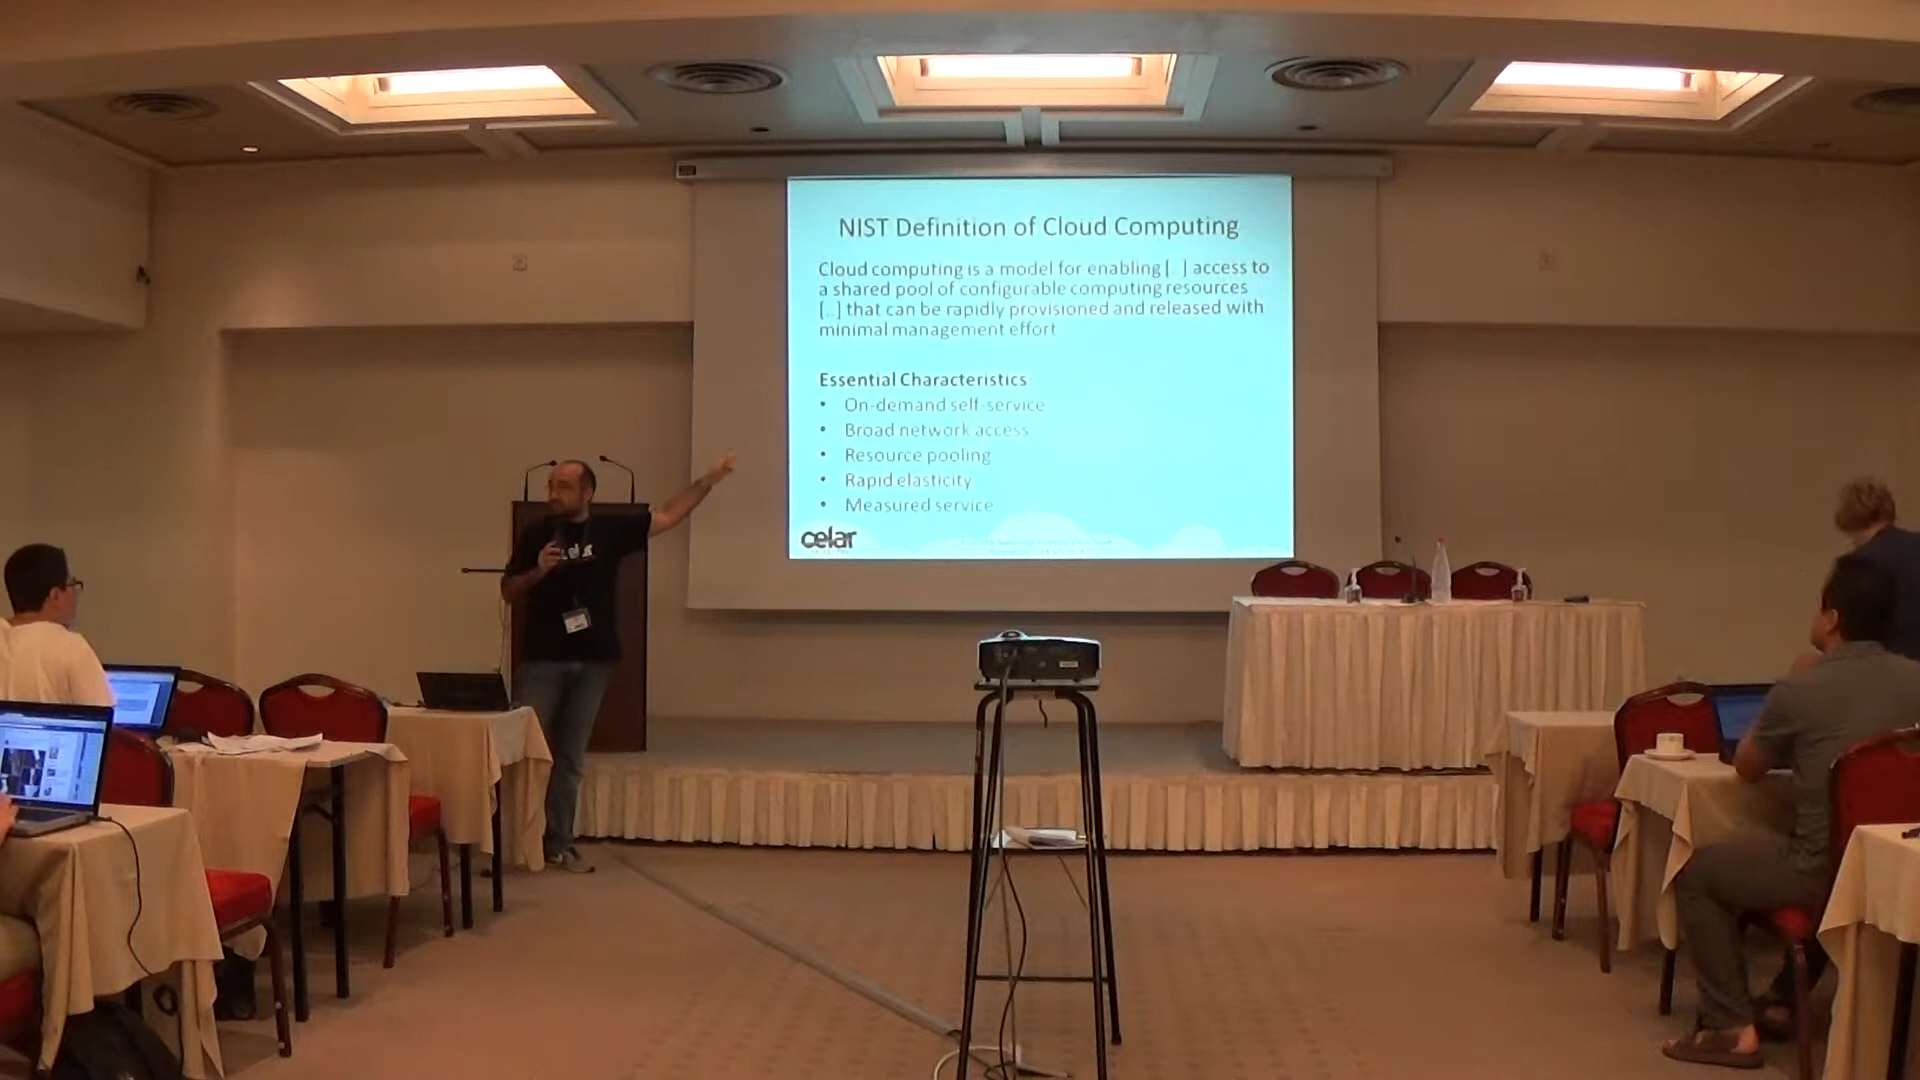 NIST Definition of Cloud Computing
Cloud computing is a model for enabling [..] access to
a shared pool of configurable computing resources
[..] that can be rapidly provisioned and released with
minimal management effort
Essential Characteristics
• On-demand self-service
• Broad network access
• Resource pooling
• Rapid elasticity
• Measured service
celar
celar